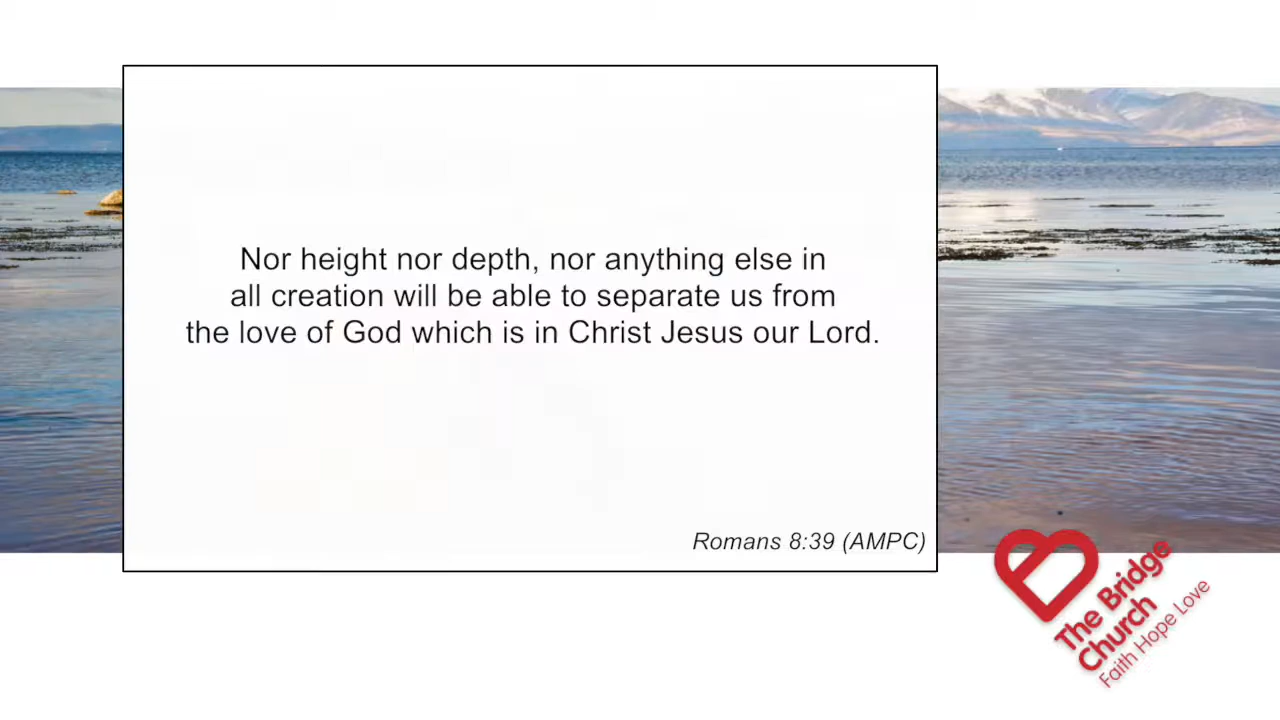 Nor height nor depth, nor anything else in
all creation will be able to separate us from
the love of God which is in Christ Jesus our Lord.
Romans 8:39 (AMPC)
The Bridge
Church
Faith Hope Love